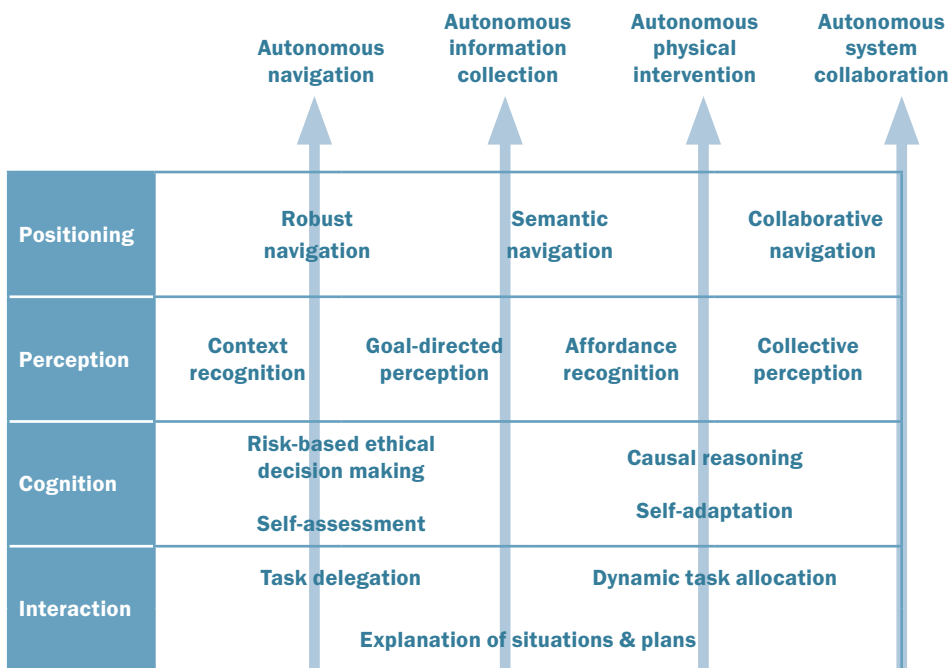 Autonomous
navigation
Autonomous
information
collection
Autonomous
physical
intervention
Autonomous
system
collaboration
Positioning
Robust
navigation
Semantic
navigation
Collaborative
navigation
Perception
Context
recognition
Goal-directed
perception
Affordance
recognition
Collective
perception
Cognition
Risk-based ethical
decision making
Self-assessment
Causal reasoning
Self-adaptation
Interaction
Task delegation
Dynamic task allocation
Explanation of situations & plans